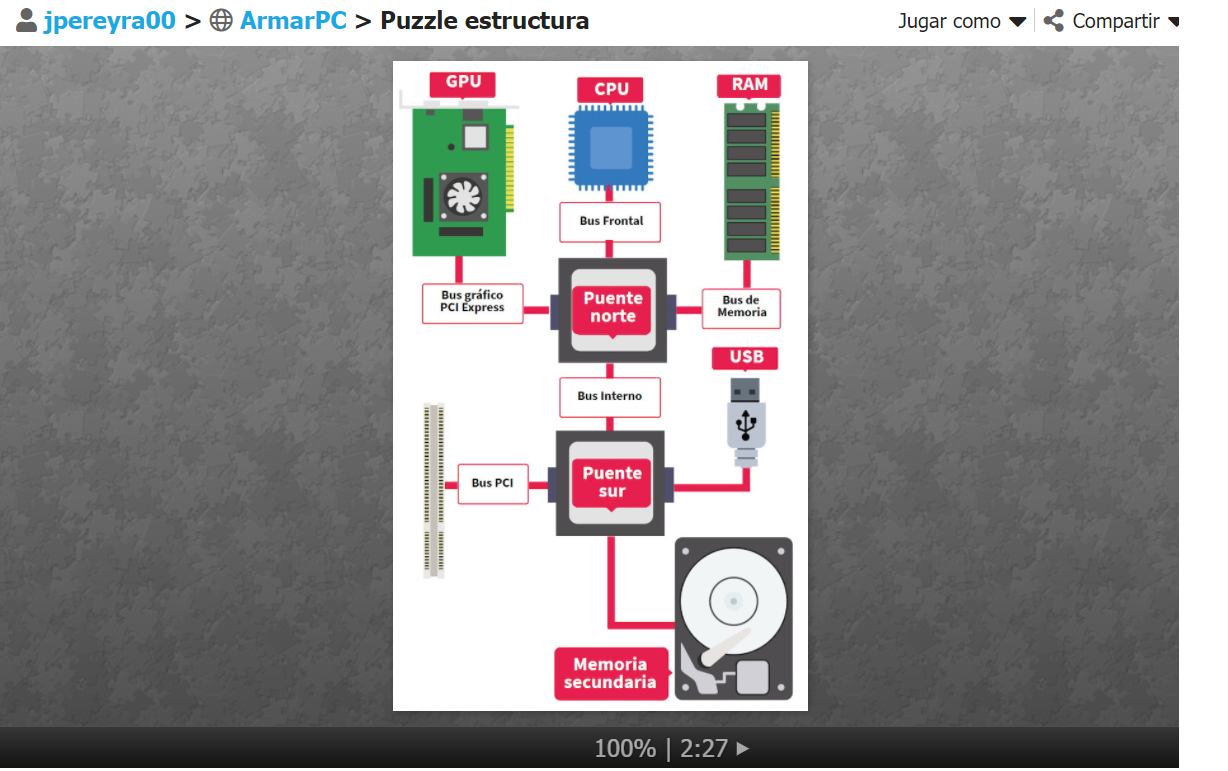 jpereyra00 > ArmarPC > Puzzle estructura
Jugar como
Compartir
GPU
CPU
RAM
Bus Frontal
Bus gráfico
PCI Express
Puente
norte
Bus de
Memoria
USB
Bus Interno
Bus PCI
Puente
sur
Memoria
secundaria
100% | 2:27